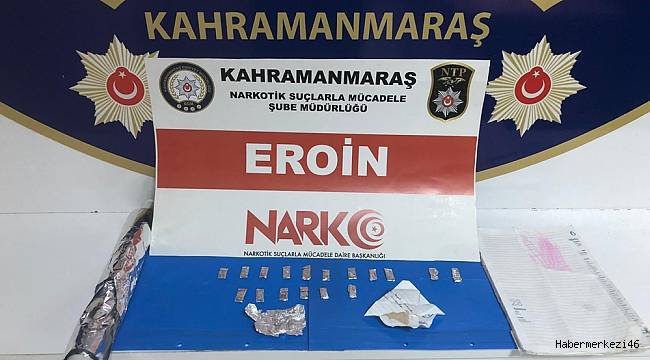 KAHRAMANMARAŞ
KAHRAMANMARAŞ
NARKOTİK SUÇLARLA MÜCADELE
ŞUBE MÜDÜRLÜĞÜ
NTP
EROİN
NARKO
NARKOTİK SUÇLARLA MÜCADELE DAİRE BAŞKANLIĞI
Habermerkezi46